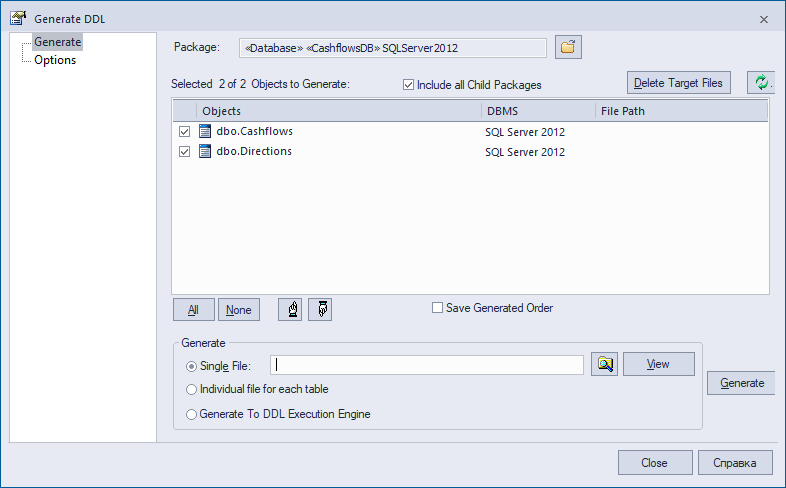 Generate DDL
Generate
Options
Package: «Database» «CashflowsDB» SQLServer2012
Selected 2 of 2 Objects to Generate: Include all Child Packages Delete Target Files
Objects DBMS File Path
dbo.Cashflows SQL Server 2012
dbo.Directions SQL Server 2012
All None Save Generated Order
Generate
Single File: View
Individual file for each table Generate
Generate To DDL Execution Engine
Close Справка